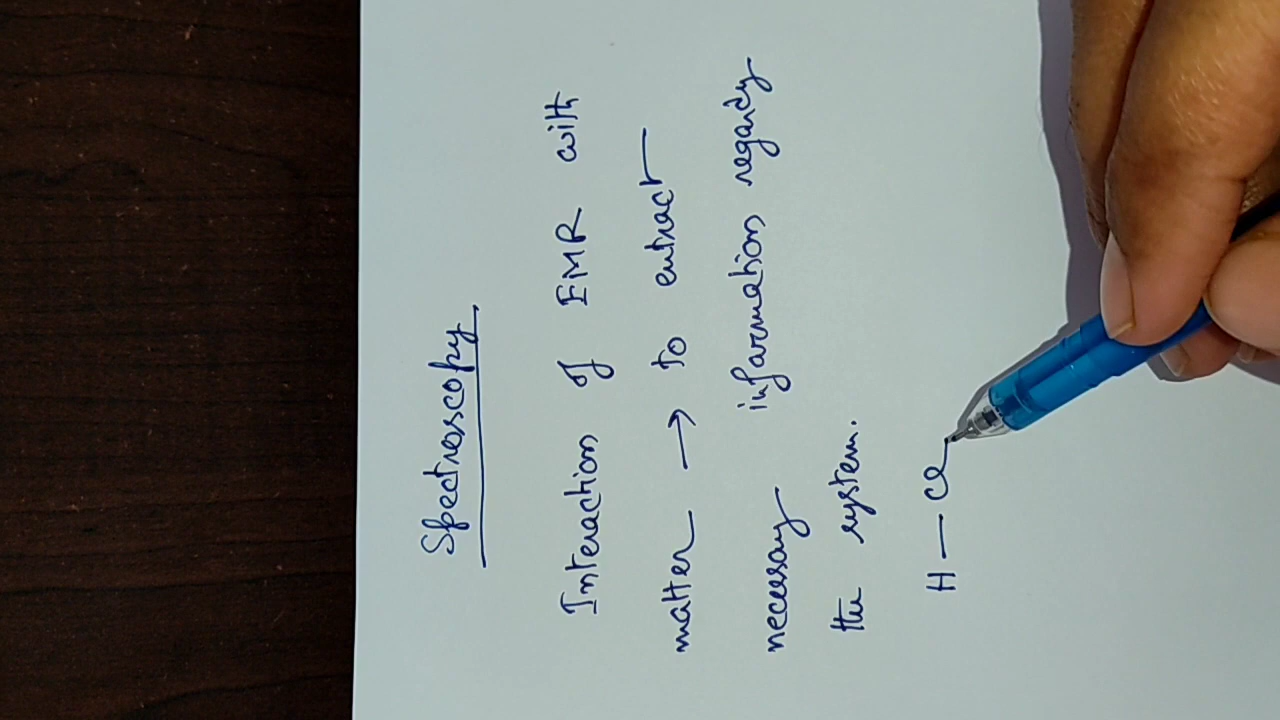 Spectroscopy
Interaction of EMR with
matter → to extract
necessary information regardy
the system.
H — Cl